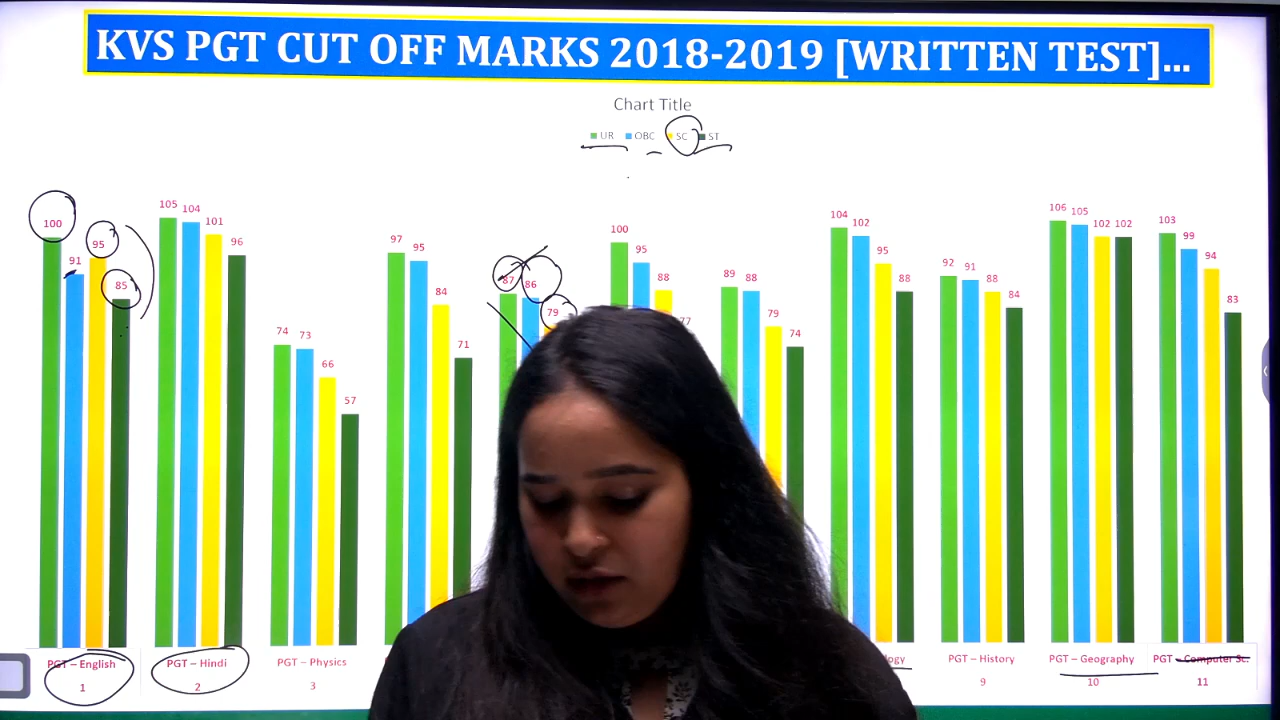 KVS PGT CUT OFF MARKS 2018-2019 [WRITTEN TEST]...
Chart Title
UR OBC SC ST
100 91 95 85
105 104 101 96
74 73 66 57
97 95 84 71
87 86 79
100 95 88 77
89 88 79 74
104 102 95 88
92 91 88 84
106 105 102 102
103 99 94 83
PGT – English
1
PGT – Hindi
2
PGT – Physics
3
PGT – History
9
PGT – Geography
10
PGT – Computer Sc.
11